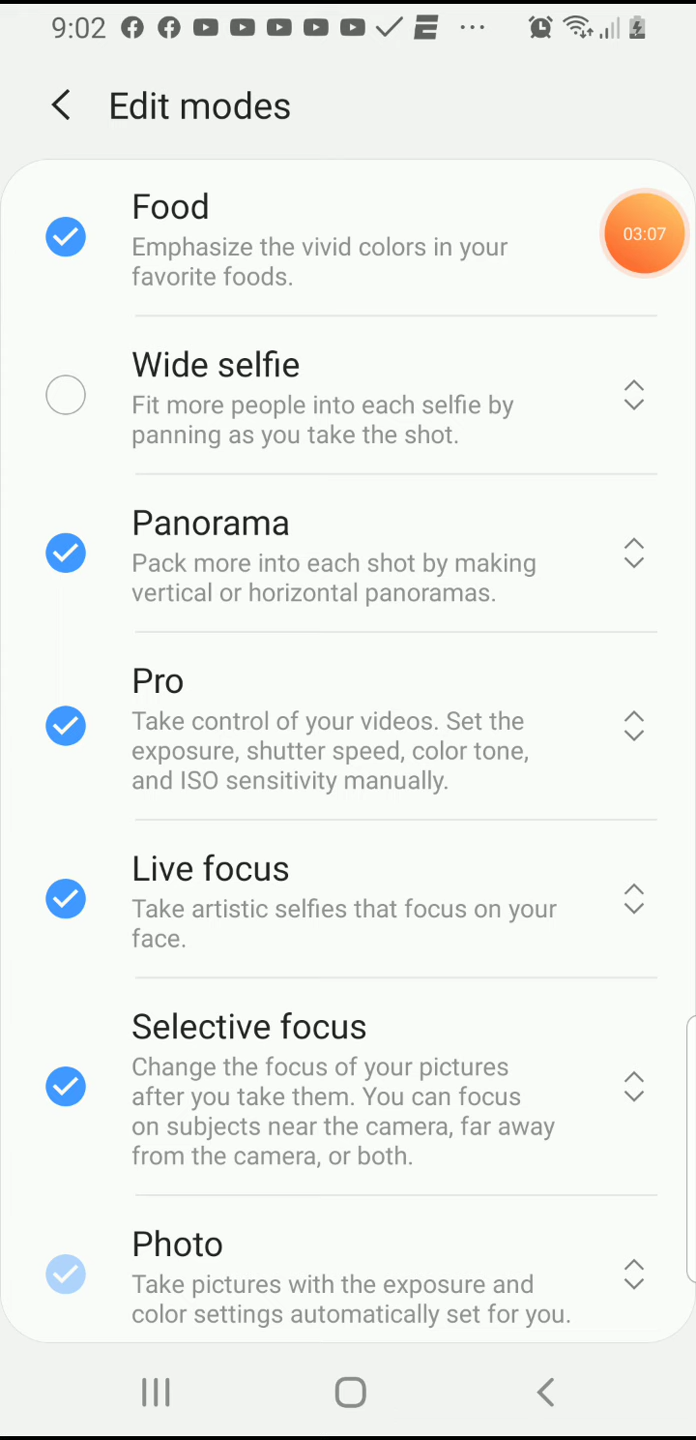 9:02
Edit modes
Food
03:07
Emphasize the vivid colors in your
favorite foods.
Wide selfie
Fit more people into each selfie by
panning as you take the shot.
Panorama
Pack more into each shot by making
vertical or horizontal panoramas.
Pro
Take control of your videos. Set the
exposure, shutter speed, color tone,
and ISO sensitivity manually.
Live focus
Take artistic selfies that focus on your
face.
Selective focus
Change the focus of your pictures
after you take them. You can focus
on subjects near the camera, far away
from the camera, or both.
Photo
Take pictures with the exposure and
color settings automatically set for you.